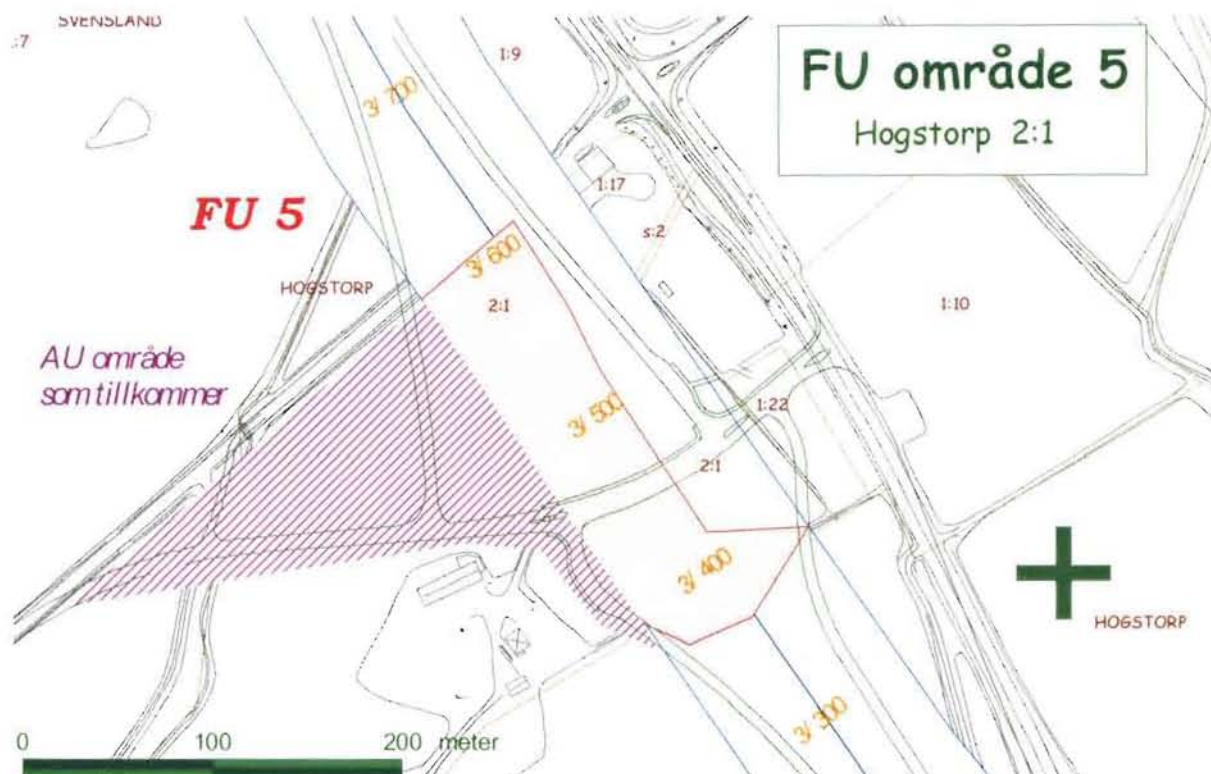 SVENSLAND
:7
1:9
FU område 5
Hogstorp 2:1
3/700
1:17
FU 5
s:2
3/600
HOGSTORP
2:1
1:10
AU område
som tillkommer
3/500
1:22
2:1
3/400
HOGSTORP
3/300
0 100 200 meter